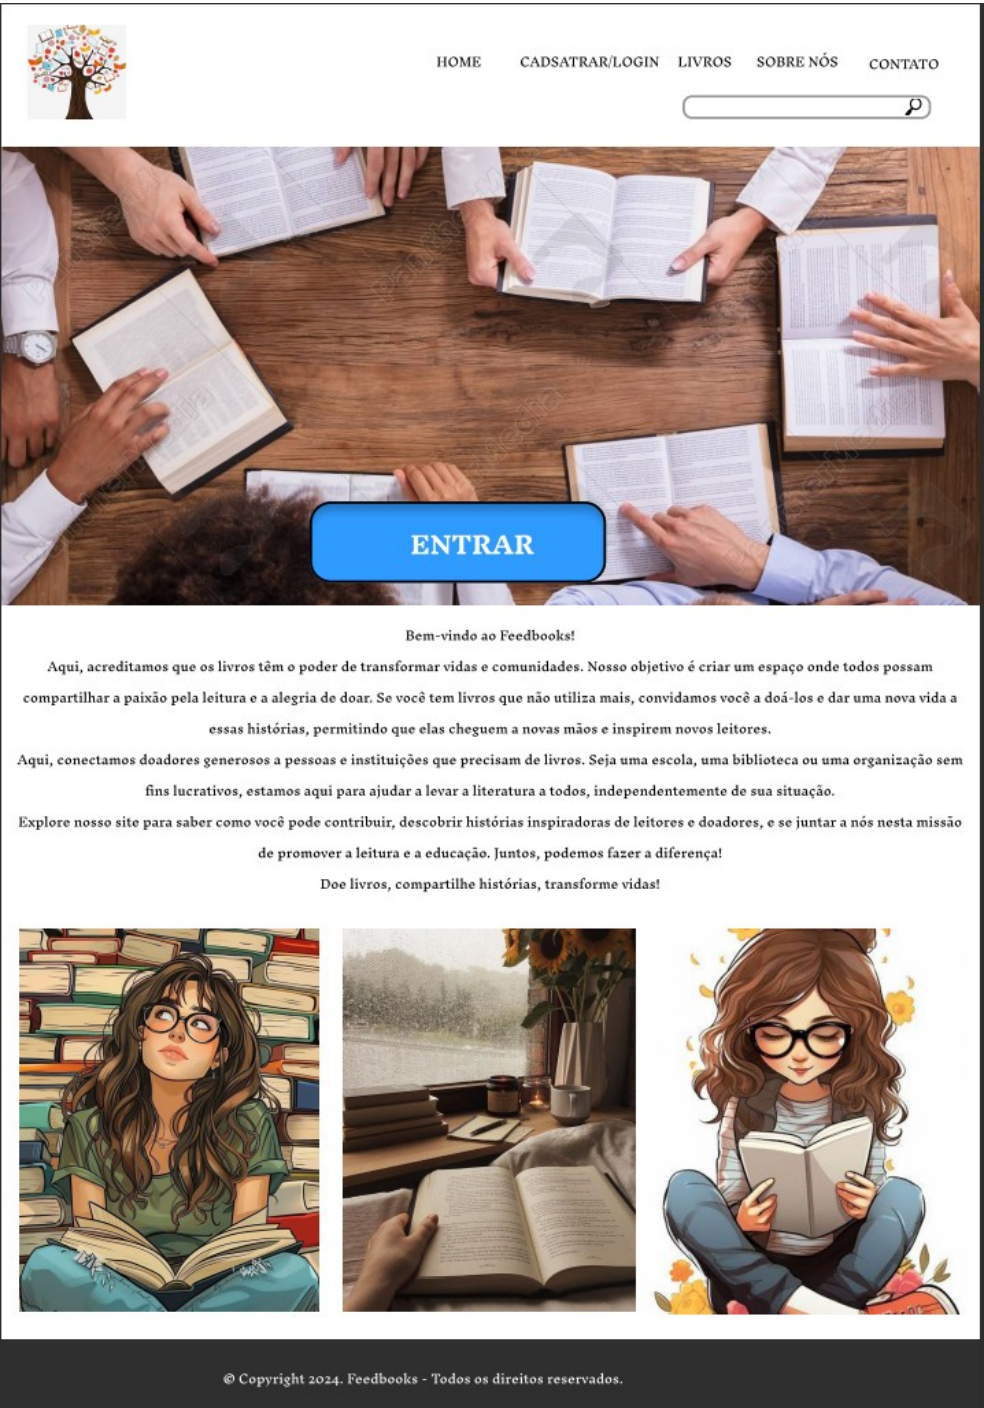 HOME CADSATRAR/LOGIN LIVROS SOBRE NÓS CONTATO
ENTRAR
Bem-vindo ao Feedbooks!
Aqui, acreditamos que os livros têm o poder de transformar vidas e comunidades. Nosso objetivo é criar um espaço onde todos possam
compartilhar a paixão pela leitura e a alegria de doar. Se você tem livros que não utiliza mais, convidamos você a doá-los e dar uma nova vida a
essas histórias, permitindo que elas cheguem a novas mãos e inspirem novos leitores.
Aqui, conectamos doadores generosos a pessoas e instituições que precisam de livros. Seja uma escola, uma biblioteca ou uma organização sem
fins lucrativos, estamos aqui para ajudar a levar a literatura a todos, independentemente de sua situação.
Explore nosso site para saber como você pode contribuir, descobrir histórias inspiradoras de leitores e doadores, e se juntar a nós nesta missão
de promover a leitura e a educação. Juntos, podemos fazer a diferença!
Doe livros, compartilhe histórias, transforme vidas!
© Copyright 2024. Feedbooks - Todos os direitos reservados.